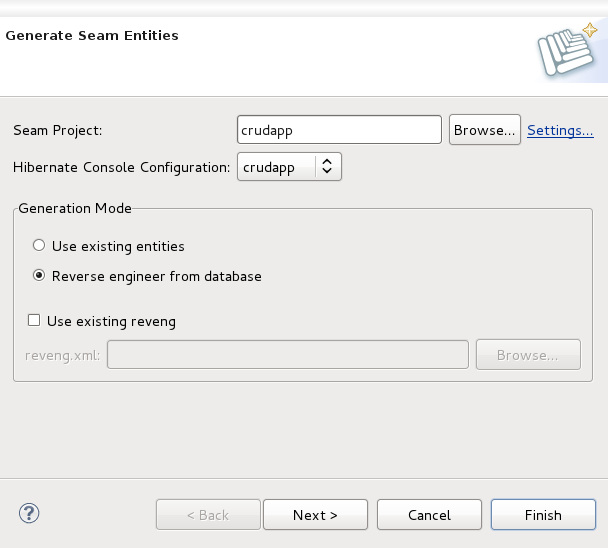 Generate Seam Entities
Seam Project: crudapp Browse... Settings...
Hibernate Console Configuration: crudapp
Generation Mode
Use existing entities
Reverse engineer from database
Use existing reveng
reveng.xml: Browse...
? < Back Next > Cancel Finish